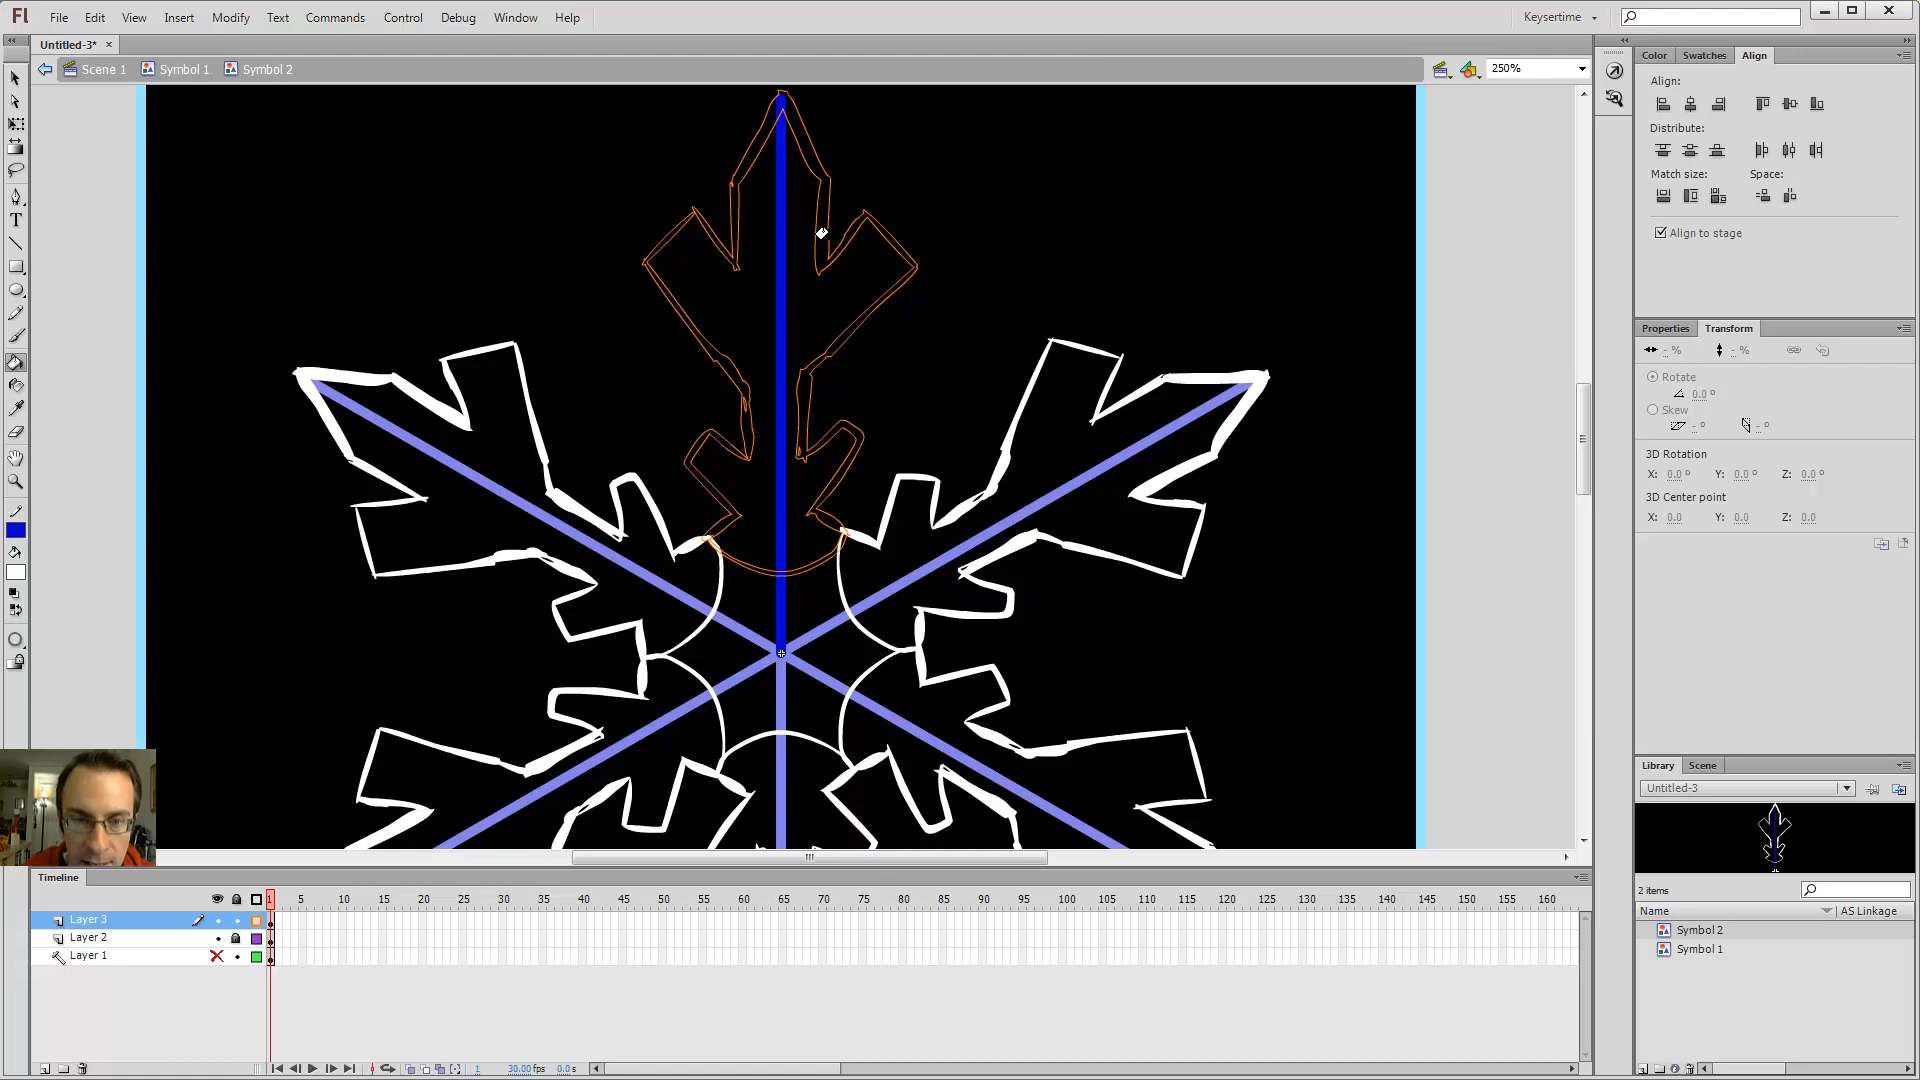 Fl File Edit View Insert Modify Text Commands Control Debug Window Help Keysertime
Untitled-3*
Scene 1 Symbol 1 Symbol 2 250%
Color Swatches Align
Align:
Distribute:
Match size: Space:
Align to stage
Properties Transform
- % - %
Rotate
0.0 °
Skew
- ° - °
3D Rotation
X: 0.0 ° Y: 0.0 ° Z: 0.0 °
3D Center point
X: 0.0 Y: 0.0 Z: 0.0
Library Scene
Untitled-3
2 items
Name AS Linkage
Symbol 2
Symbol 1
T
Timeline
1 5 10 15 20 25 30 35 40 45 50 55 60 65 70 75 80 85 90 95 100 105 110 115 120 125 130 135 140 145 150 155 160
Layer 3
Layer 2
Layer 1
1 30.00 fps 0.0 s